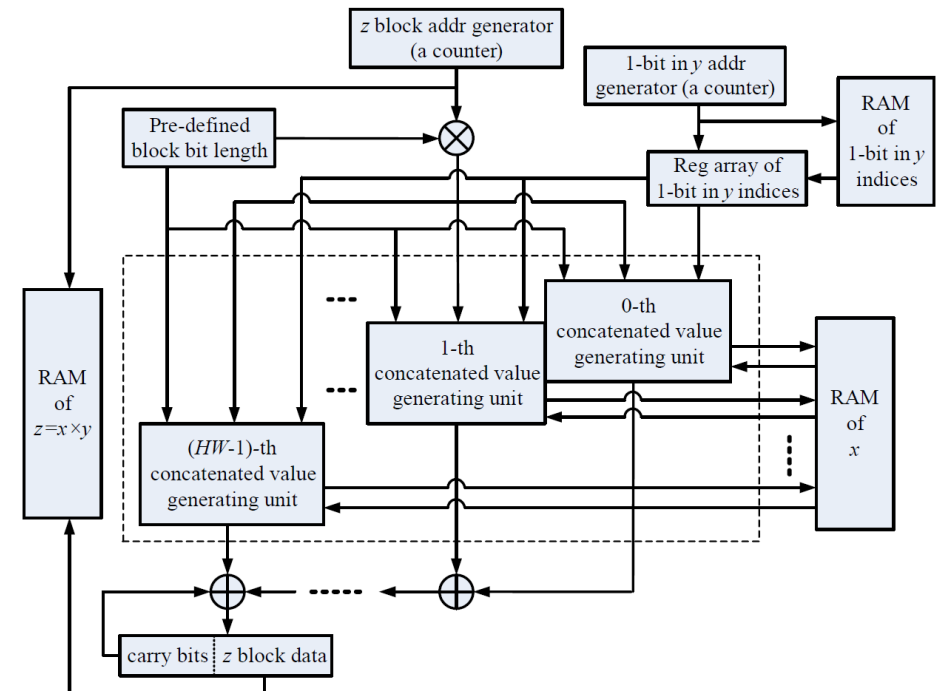 z block addr generator
(a counter)
1-bit in y addr
generator (a counter)
RAM
of
1-bit in y
indices
Pre-defined
block bit length
Reg array of
1-bit in y indices
0-th
concatenated value
generating unit
1-th
concatenated value
generating unit
RAM
of
z=x×y
RAM
of
x
(HW-1)-th
concatenated value
generating unit
carry bits
z block data